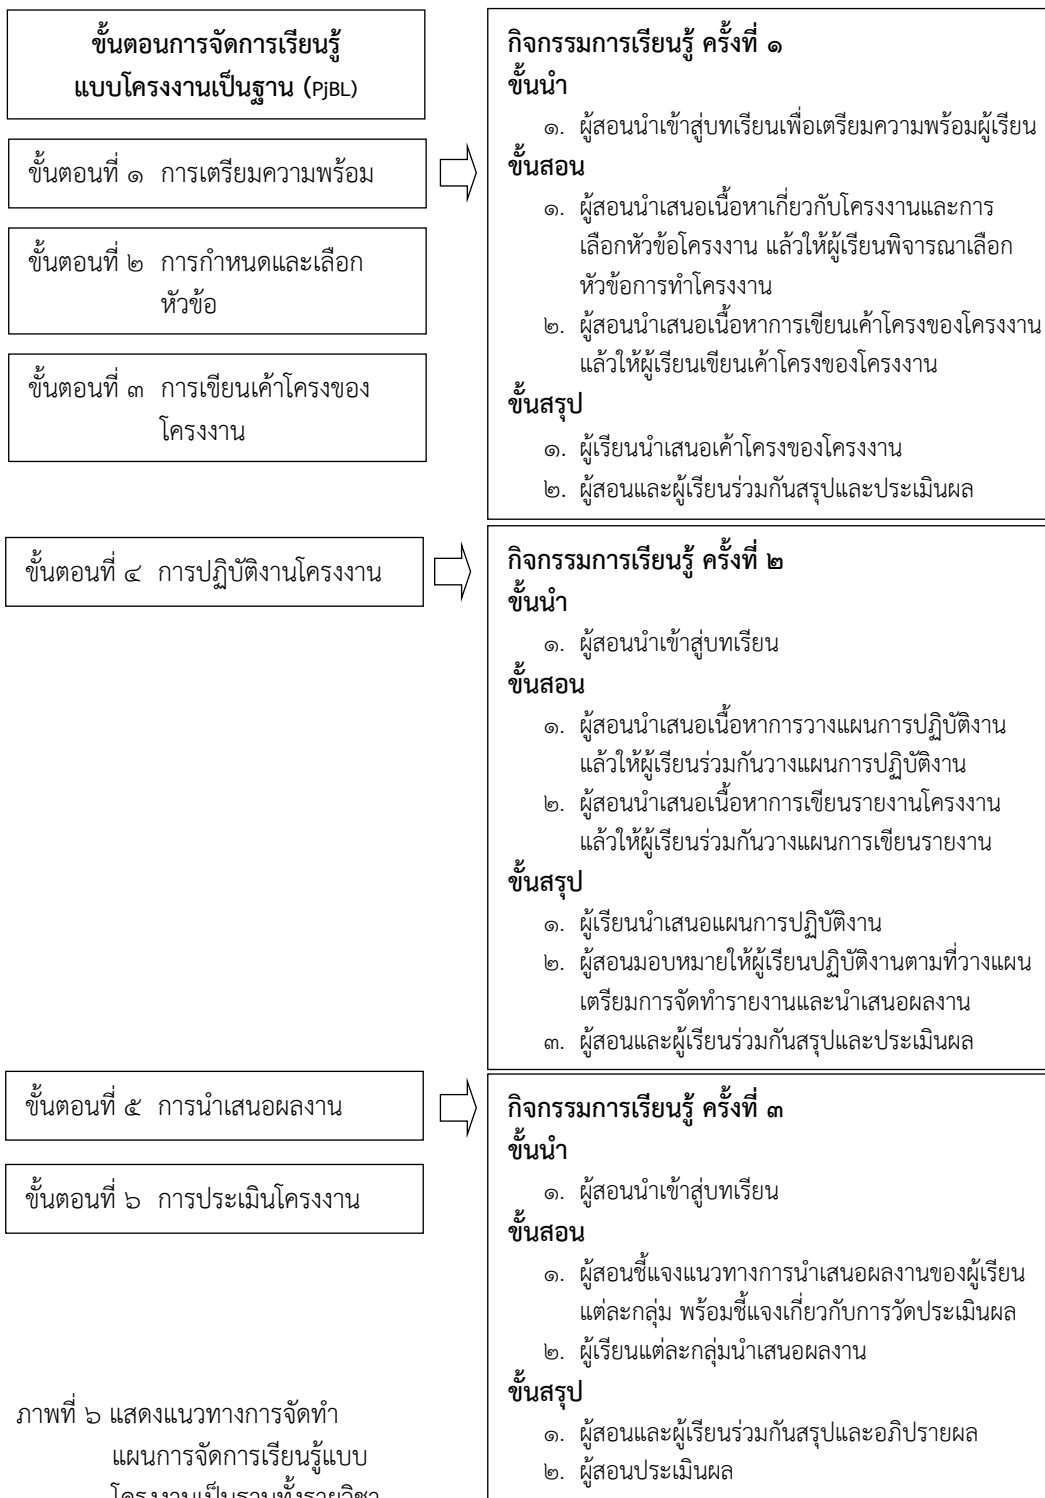 ขั้นตอนการจัดการเรียนรู้
แบบโครงงานเป็นฐาน (PjBL)
ขั้นตอนที่ ๑ การเตรียมความพร้อม
ขั้นตอนที่ ๒ การกำหนดและเลือก
หัวข้อ
ขั้นตอนที่ ๓ การเขียนเค้าโครงของ
โครงงาน
กิจกรรมการเรียนรู้ ครั้งที่ ๑
ขั้นนำ
๑. ผู้สอนนำเข้าสู่บทเรียนเพื่อเตรียมความพร้อมผู้เรียน
ขั้นสอน
๑. ผู้สอนนำเสนอเนื้อหาเกี่ยวกับโครงงานและการ
เลือกหัวข้อโครงงาน แล้วให้ผู้เรียนพิจารณาเลือก
หัวข้อการทำโครงงาน
๒. ผู้สอนนำเสนอเนื้อหาการเขียนเค้าโครงของโครงงาน
แล้วให้ผู้เรียนเขียนเค้าโครงของโครงงาน
ขั้นสรุป
๑. ผู้เรียนนำเสนอเค้าโครงของโครงงาน
๒. ผู้สอนและผู้เรียนร่วมกันสรุปและประเมินผล
ขั้นตอนที่ ๔ การปฏิบัติงานโครงงาน
กิจกรรมการเรียนรู้ ครั้งที่ ๒
ขั้นนำ
๑. ผู้สอนนำเข้าสู่บทเรียน
ขั้นสอน
๑. ผู้สอนนำเสนอเนื้อหาการวางแผนการปฏิบัติงาน
แล้วให้ผู้เรียนร่วมกันวางแผนการปฏิบัติงาน
๒. ผู้สอนนำเสนอเนื้อหาการเขียนรายงานโครงงาน
แล้วให้ผู้เรียนร่วมกันวางแผนการเขียนรายงาน
ขั้นสรุป
๑. ผู้เรียนนำเสนอแผนการปฏิบัติงาน
๒. ผู้สอนมอบหมายให้ผู้เรียนปฏิบัติงานตามที่วางแผน
เตรียมการจัดทำรายงานและนำเสนอผลงาน
๓. ผู้สอนและผู้เรียนร่วมกันสรุปและประเมินผล
ขั้นตอนที่ ๕ การนำเสนอผลงาน
ขั้นตอนที่ ๖ การประเมินโครงงาน
กิจกรรมการเรียนรู้ ครั้งที่ ๓
ขั้นนำ
๑. ผู้สอนนำเข้าสู่บทเรียน
ขั้นสอน
๑. ผู้สอนชี้แจงแนวทางการนำเสนอผลงานของผู้เรียน
แต่ละกลุ่ม พร้อมชี้แจงเกี่ยวกับการวัดประเมินผล
๒. ผู้เรียนแต่ละกลุ่มนำเสนอผลงาน
ขั้นสรุป
๑. ผู้สอนและผู้เรียนร่วมกันสรุปและอภิปรายผล
๒. ผู้สอนประเมินผล
ภาพที่ ๖ แสดงแนวทางการจัดทำ
แผนการจัดการเรียนรู้แบบ
โครงงานเป็นฐานทั้งรายวิชา